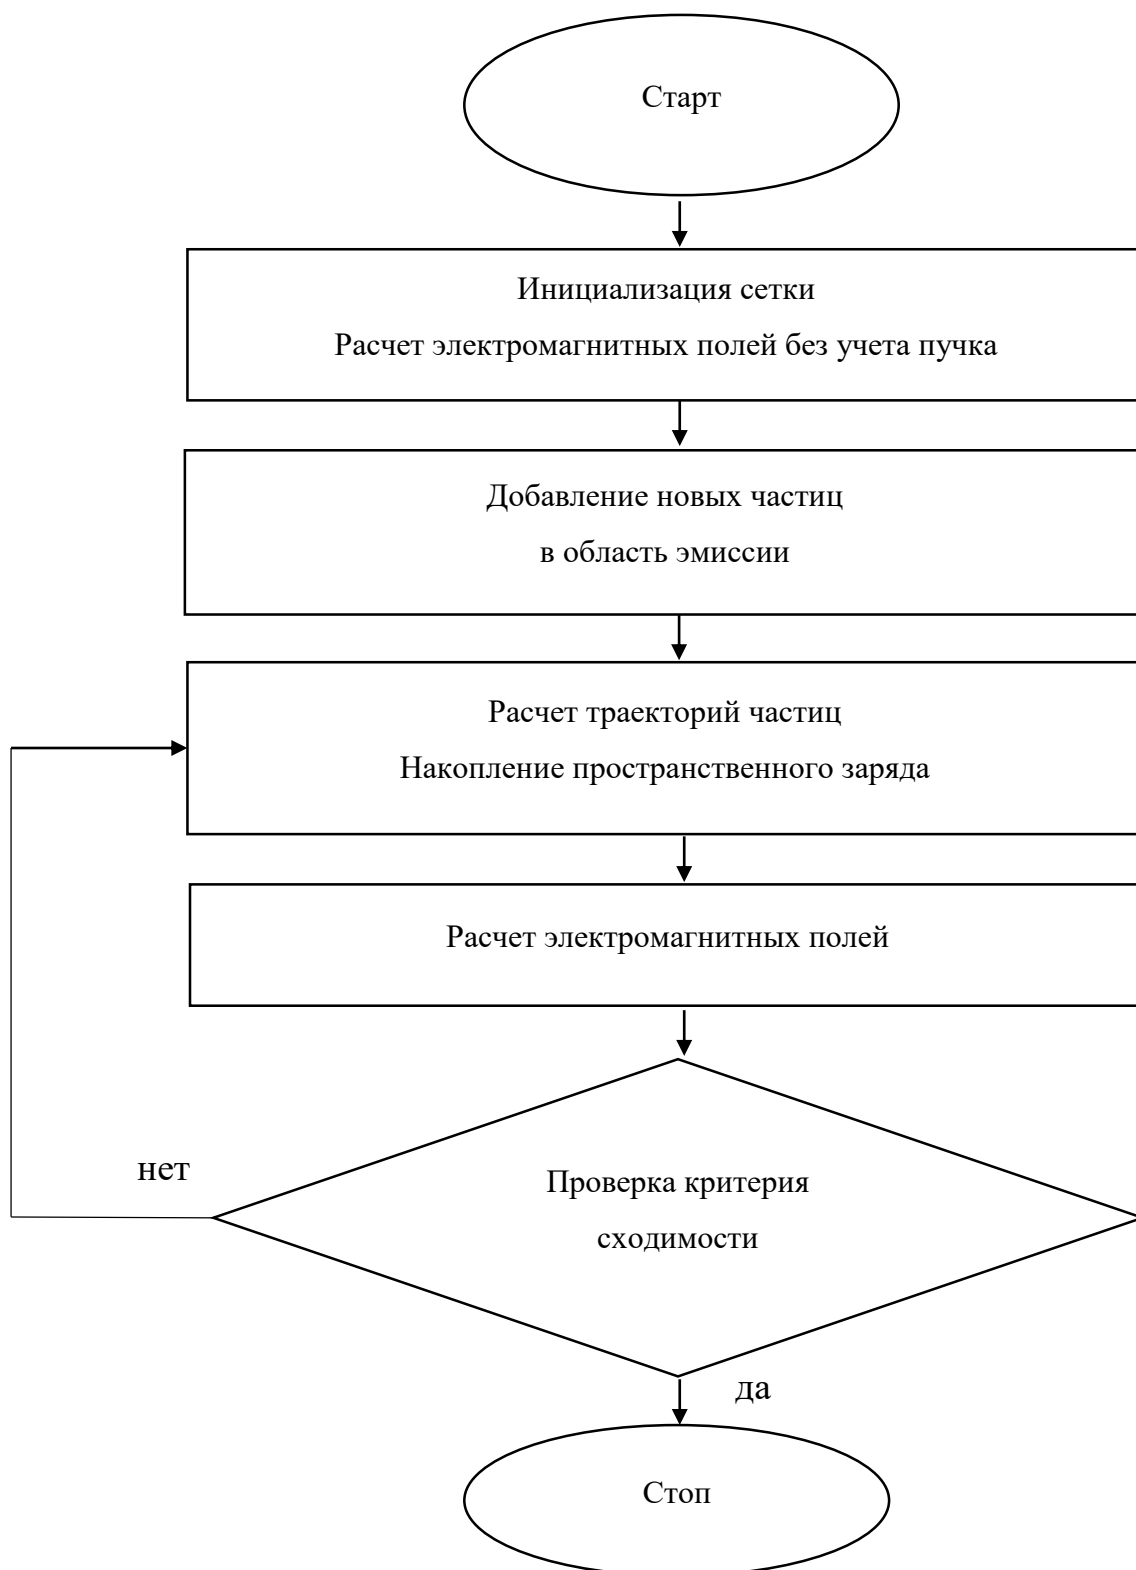 Старт
Инициализация сетки
Расчет электромагнитных полей без учета пучка
Добавление новых частиц
в область эмиссии
Расчет траекторий частиц
Накопление пространственного заряда
Расчет электромагнитных полей
нет
Проверка критерия
сходимости
да
Стоп